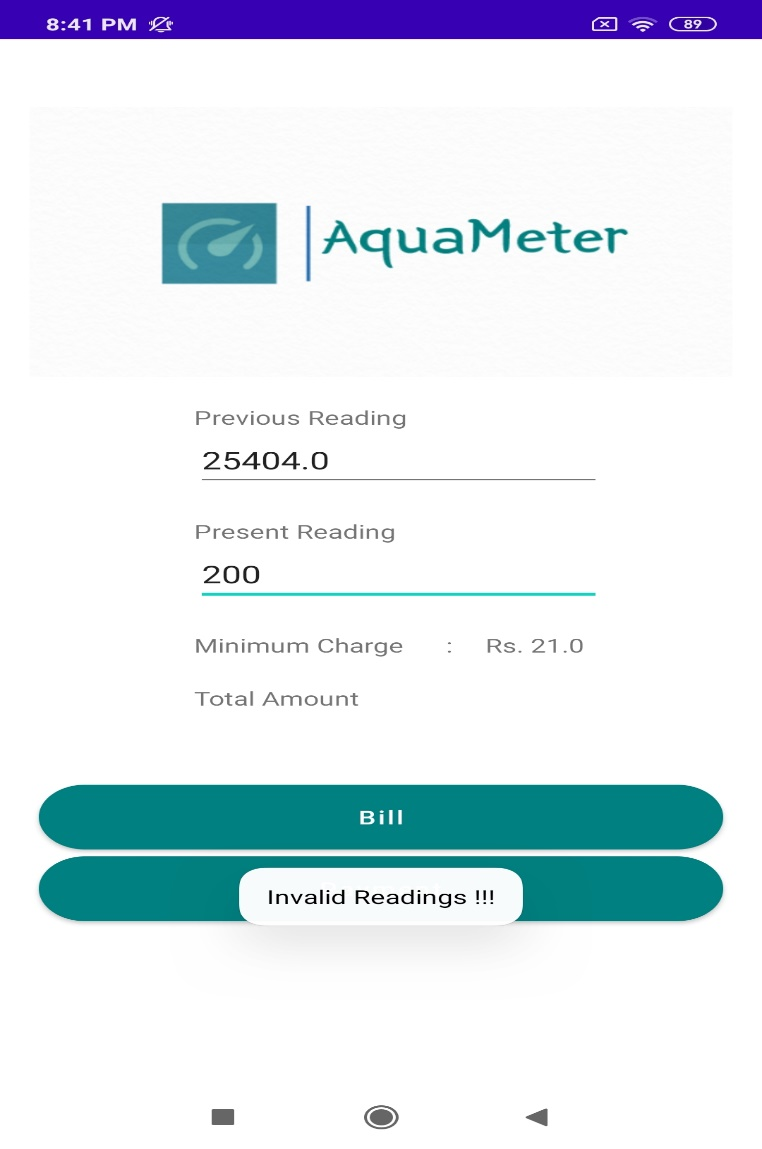 8:41 PM 89
AquaMeter
Previous Reading
25404.0
Present Reading
200
Minimum Charge : Rs. 21.0
Total Amount
Bill
Invalid Readings !!!